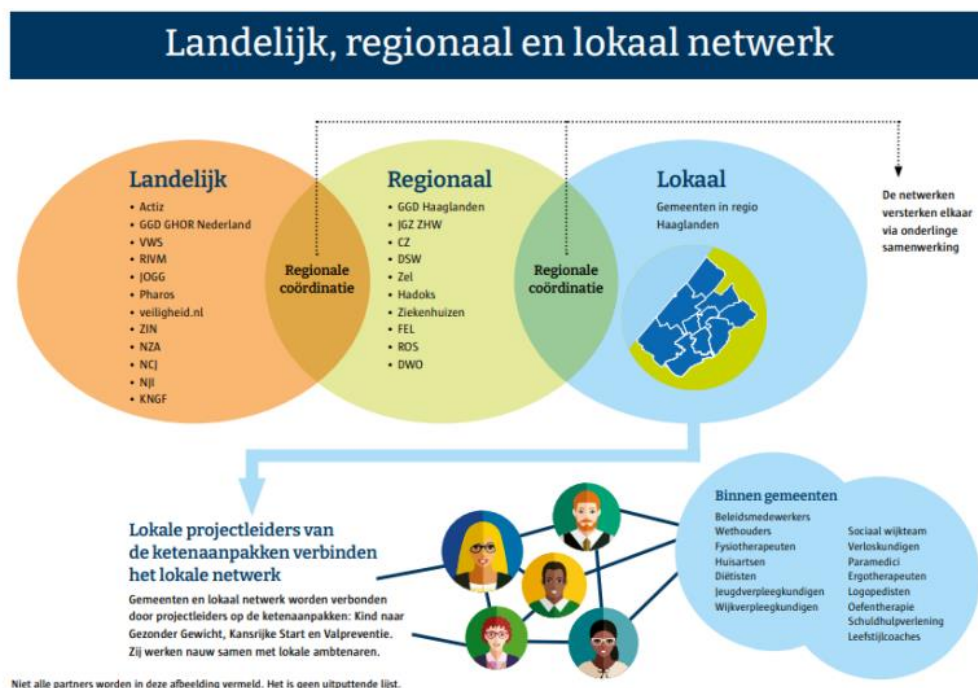 Landelijk, regionaal en lokaal netwerk
Landelijk
• Actiz
• GGD GHOR Nederland
• VWS
• RIVM
• JOGG
• Pharos
• veiligheid.nl
• ZIN
• NZA
• NCJ
• NJI
• KNGF
Regionale
coördinatie
Regionaal
• GGD Haaglanden
• JGZ ZHW
• CZ
• DSW
• Zel
• Hadoks
• Ziekenhuizen
• FEL
• ROS
• DWO
Regionale
coördinatie
Lokaal
Gemeenten in regio
Haaglanden
De netwerken
versterken elkaar
via onderlinge
samenwerking
Lokale projectleiders van
de ketenaanpakken verbinden
het lokale netwerk
Gemeenten en lokaal netwerk worden verbonden
door projectleiders op de ketenaanpakken: Kind naar
Gezonder Gewicht, Kansrijke Start en Valpreventie.
Zij werken nauw samen met lokale ambtenaren.
Binnen gemeenten
Beleidsmedewerkers
Wethouders
Fysiotherapeuten
Huisartsen
Diëtisten
Jeugdverpleegkundigen
Wijkverpleegkundigen
Sociaal wijkteam
Verloskundigen
Paramedici
Ergotherapeuten
Logopedisten
Oefentherapie
Schuldhulpverlening
Leefstijlcoaches
Niet alle partners worden in deze afbeelding vermeld. Het is geen uitputtende lijst.